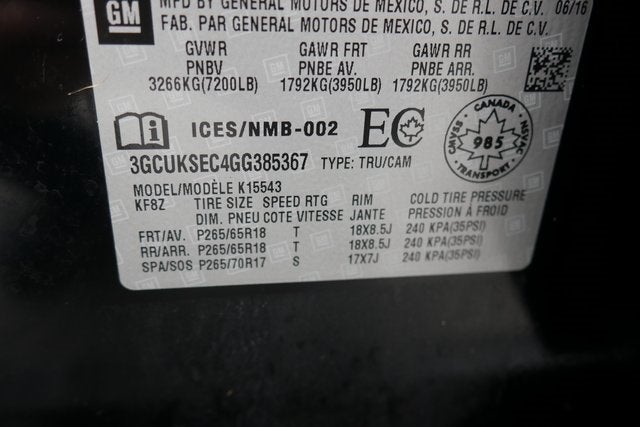 GM
MFD BY GENERAL MOTORS DE MEXICO, S. DE R.L. DE C.V. 06/16
FAB. PAR GENERAL MOTORS DE MEXICO, S. DE R.L. DE C.V.
GVWR GAWR FRT GAWR RR
PNBV PNBE AV. PNBE ARR.
3266KG(7200LB) 1792KG(3950LB) 1792KG(3950LB)
ICES/NMB-002 EC
CANADA
CMVSS 985 NSVAC
TRANSPORT
3GCUKSEC4GG385367 TYPE: TRU/CAM
MODEL/MODÈLE K15543
KF8Z TIRE SIZE SPEED RTG RIM COLD TIRE PRESSURE
DIM. PNEU COTE VITESSE JANTE PRESSION À FROID
FRT/AV. P265/65R18 T 18X8.5J 240 KPA(35PSI)
RR/ARR. P265/65R18 T 18X8.5J 240 KPA(35PSI)
SPA/SOS P265/70R17 S 17X7J 240 KPA(35PSI)